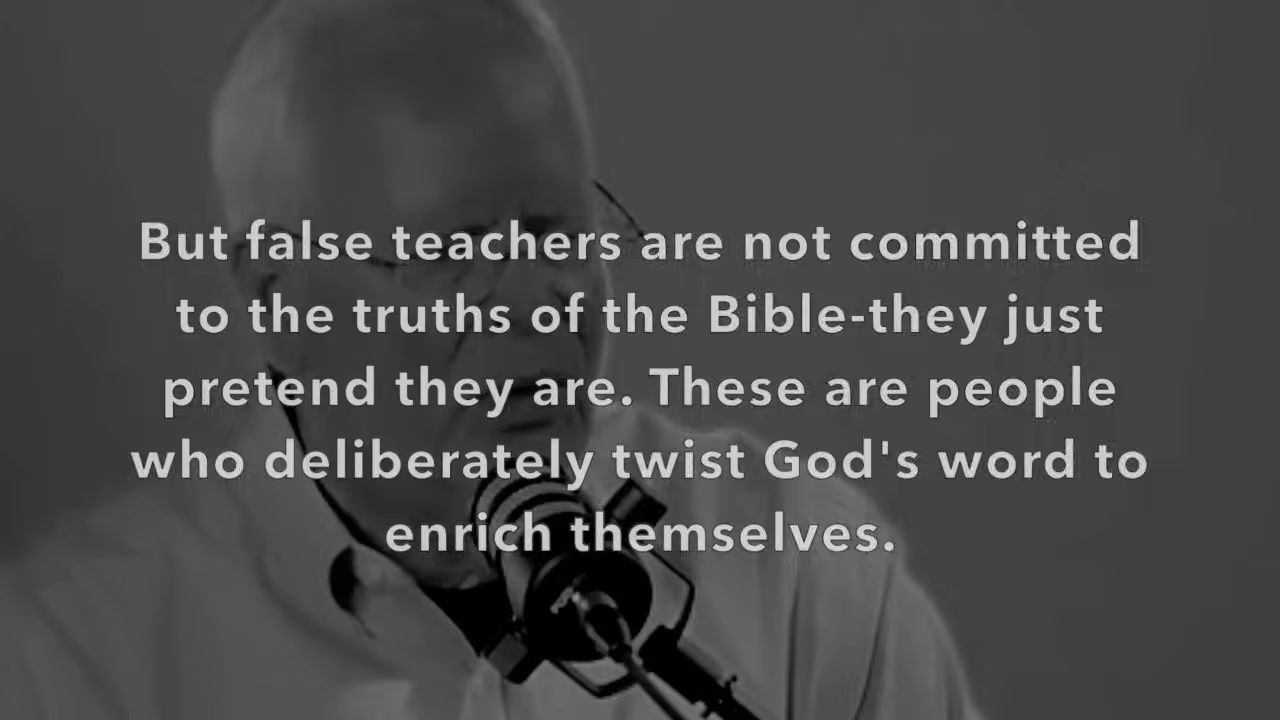 But false teachers are not committed
to the truths of the Bible-they just
pretend they are. These are people
who deliberately twist God's word to
enrich themselves.